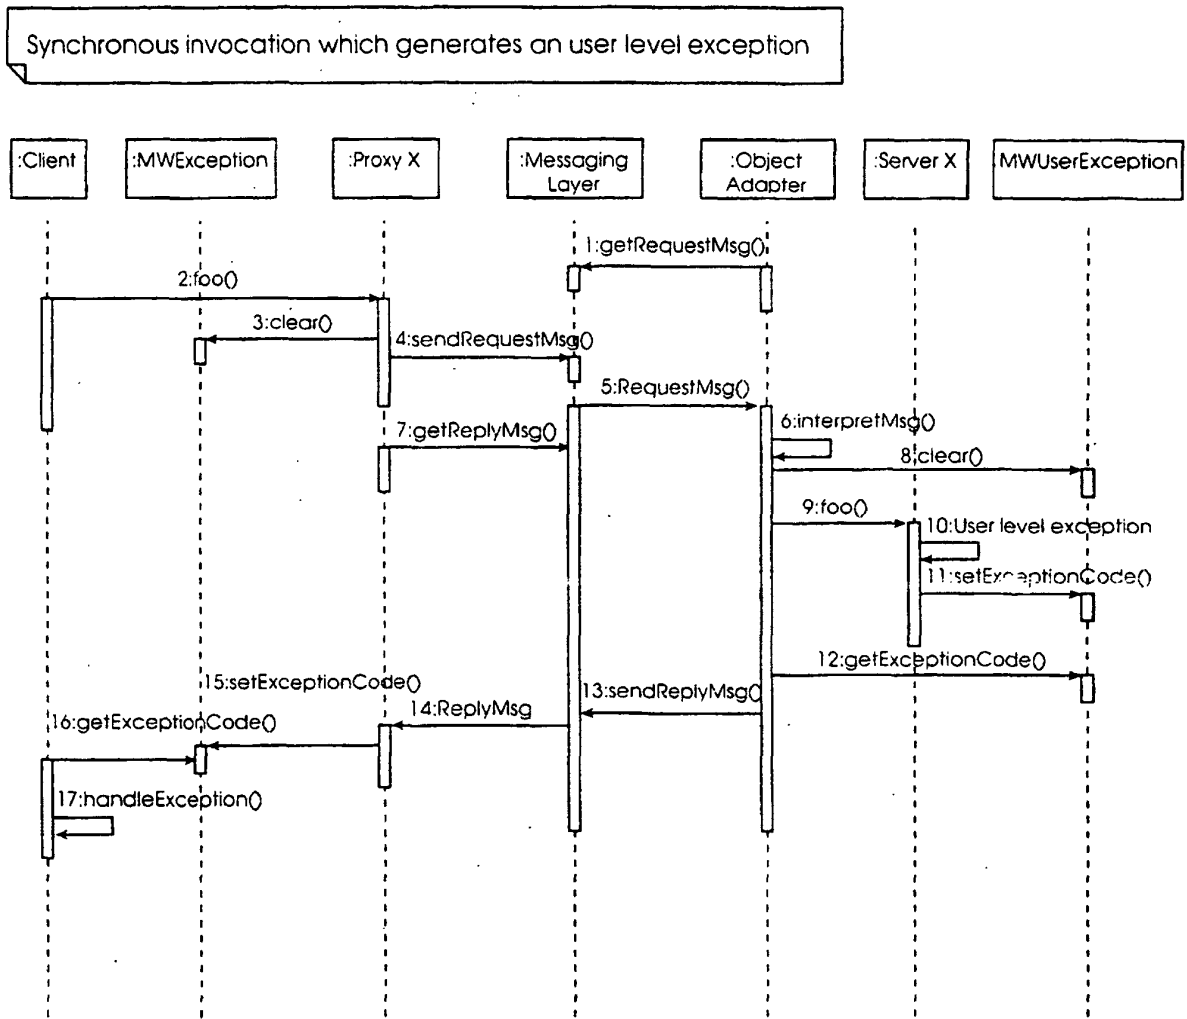 Synchronous invocation which generates an user level exception
:Client
:MWException
:Proxy X
:Messaging
Layer
:Object
Adapter
:Server X
MWUserException
1:getRequestMsg()
2:foo()
3:clear()
4:sendRequestMsg()
5:RequestMsg()
6:interpretMsg()
7:getReplyMsg()
8:clear()
9:foo()
10:User level exception
11:setExceptionCode()
12:getExceptionCode()
13:sendReplyMsg()
14:ReplyMsg
15:setExceptionCode()
16:getExceptionCode()
17:handleException()